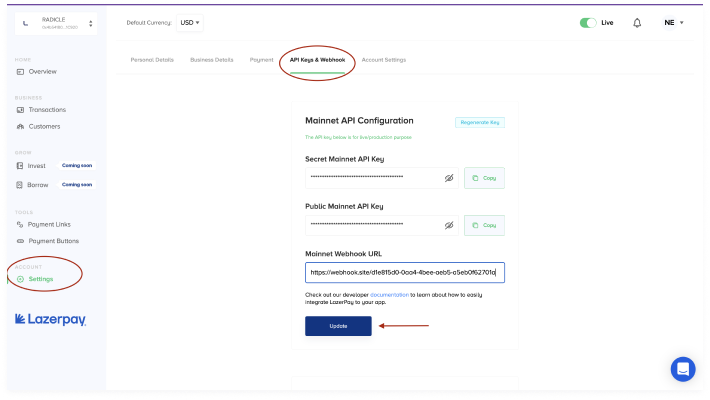 RADICLE
Default Currency: USD
Live
NE
Personal Details
Business Details
Payment
API Keys & Webhook
Account Settings
HOME
Overview
BUSINESS
Transactions
Customers
GROW
Invest Coming soon
Borrow Coming soon
TOOLS
Payment Links
Payment Buttons
ACCOUNT
Settings
Lazerpay
Mainnet API Configuration
Regenerate Key
The API key below is for live/production purpose
Secret Mainnet API Key
Copy
Public Mainnet API Key
Copy
Mainnet Webhook URL
https://webhook.site/d1e815d0-0aa4-4bee-aeb5-a5eb0f62701a
Check out our developer documentation to learn about how to easily
integrate LazerPay to your app.
Update